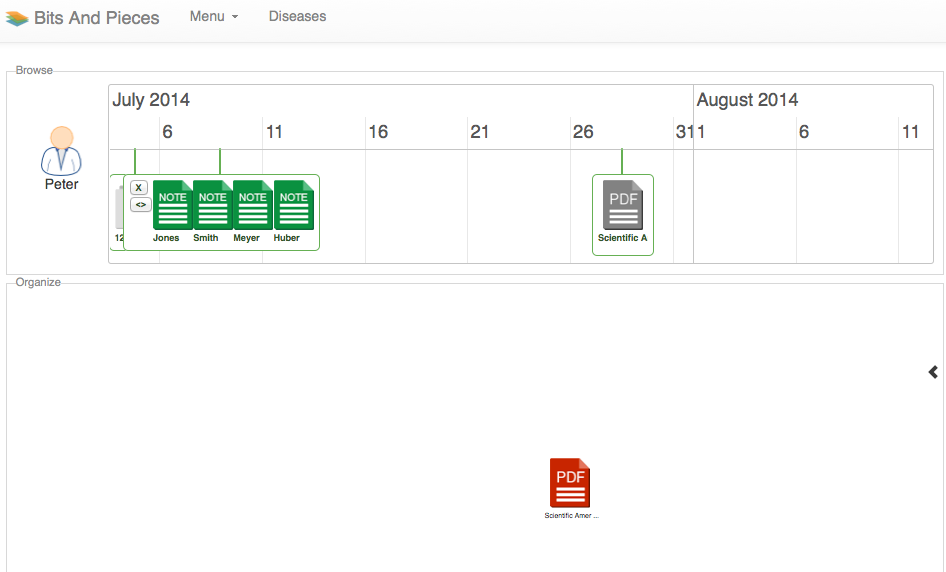 Bits And Pieces Menu Diseases
Browse
July 2014 August 2014
6 11 16 21 26 31 1 6 11
Peter
X
<>
NOTE NOTE NOTE NOTE
PDF
12 Jones Smith Meyer Huber
Scientific A
Organize
PDF
Scientific Amer ...